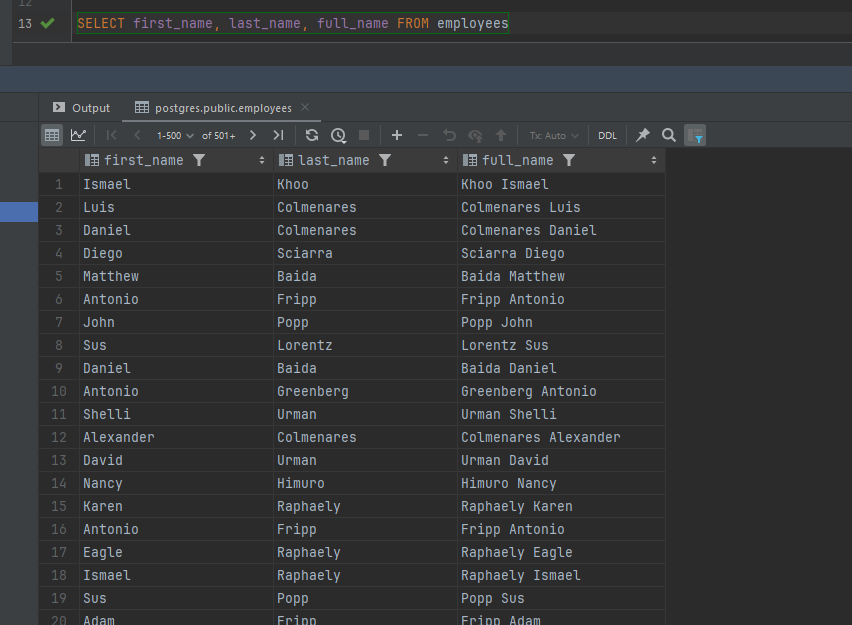 12
13 SELECT first_name, last_name, full_name FROM employees
Output postgres.public.employees
1-500 of 501+ Tx: Auto DDL
first_name last_name full_name
1 Ismael Khoo Khoo Ismael
2 Luis Colmenares Colmenares Luis
3 Daniel Colmenares Colmenares Daniel
4 Diego Sciarra Sciarra Diego
5 Matthew Baida Baida Matthew
6 Antonio Fripp Fripp Antonio
7 John Popp Popp John
8 Sus Lorentz Lorentz Sus
9 Daniel Baida Baida Daniel
10 Antonio Greenberg Greenberg Antonio
11 Shelli Urman Urman Shelli
12 Alexander Colmenares Colmenares Alexander
13 David Urman Urman David
14 Nancy Himuro Himuro Nancy
15 Karen Raphaely Raphaely Karen
16 Antonio Fripp Fripp Antonio
17 Eagle Raphaely Raphaely Eagle
18 Ismael Raphaely Raphaely Ismael
19 Sus Popp Popp Sus
20 Adam Fripp Fripp Adam